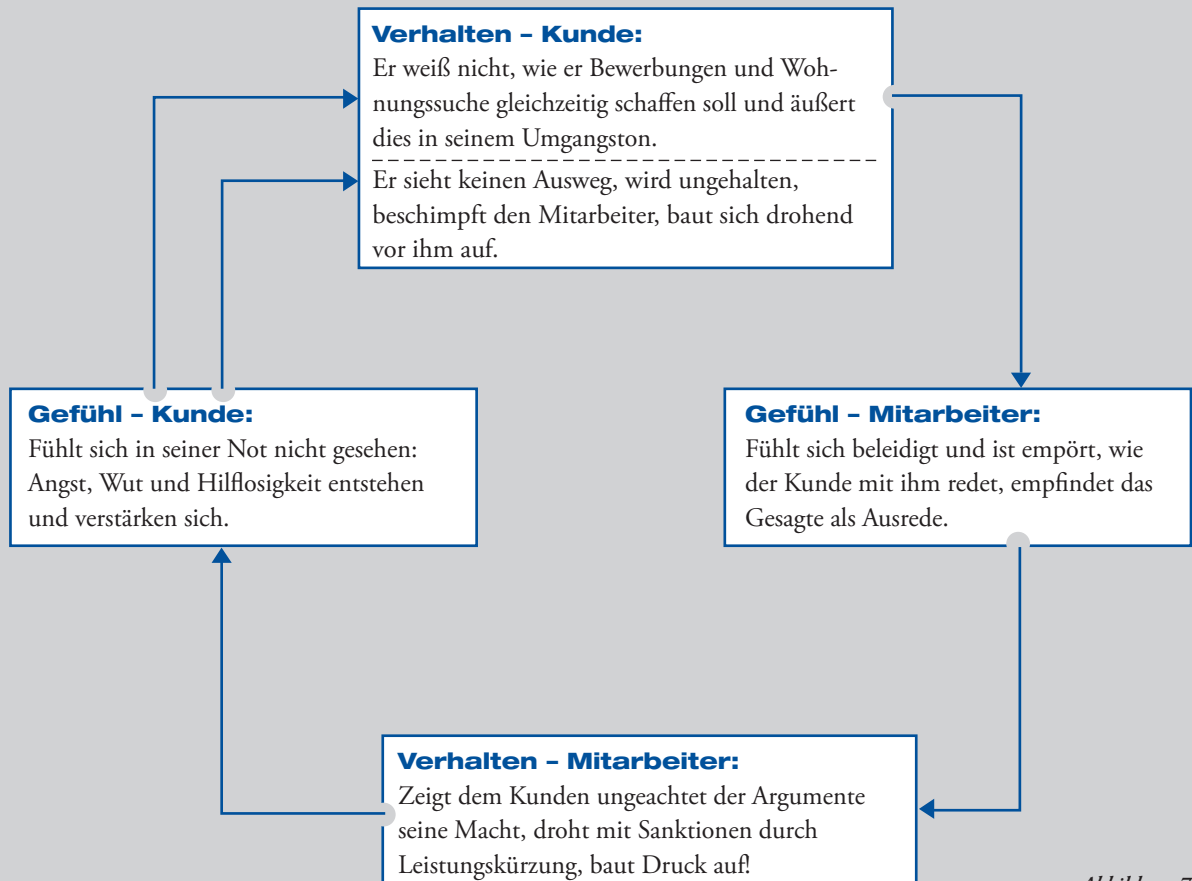 Verhalten – Kunde:
Er weiß nicht, wie er Bewerbungen und Woh-
nungssuche gleichzeitig schaffen soll und äußert
dies in seinem Umgangston.
Er sieht keinen Ausweg, wird ungehalten,
beschimpft den Mitarbeiter, baut sich drohend
vor ihm auf.
Gefühl – Kunde:
Fühlt sich in seiner Not nicht gesehen:
Angst, Wut und Hilflosigkeit entstehen
und verstärken sich.
Gefühl – Mitarbeiter:
Fühlt sich beleidigt und ist empört, wie
der Kunde mit ihm redet, empfindet das
Gesagte als Ausrede.
Verhalten – Mitarbeiter:
Zeigt dem Kunden ungeachtet der Argumente
seine Macht, droht mit Sanktionen durch
Leistungskürzung, baut Druck auf!